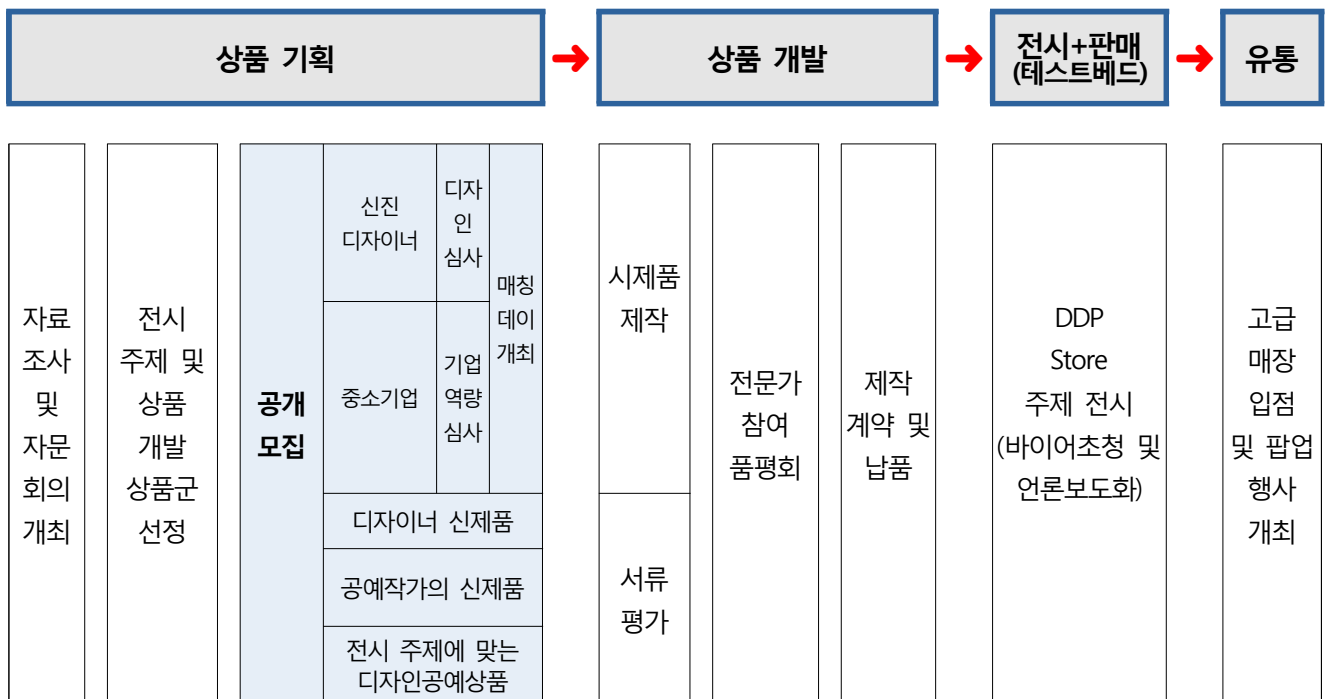 상품 기획
상품 개발
전시+판매
(테스트베드)
유통
자료
조사
및
자문
회의
개최
전시
주제 및
상품
개발
상품군
선정
공개
모집
신진
디자이너
디자
인
심사
중소기업
기업
역량
심사
매칭
데이
개최
디자이너 신제품
공예작가의 신제품
전시 주제에 맞는
디자인공예상품
시제품
제작
서류
평가
전문가
참여
품평회
제작
계약 및
납품
DDP
Store
주제 전시
(바이어초청 및
언론보도화)
고급
매장
입점
및 팝업
행사
개최